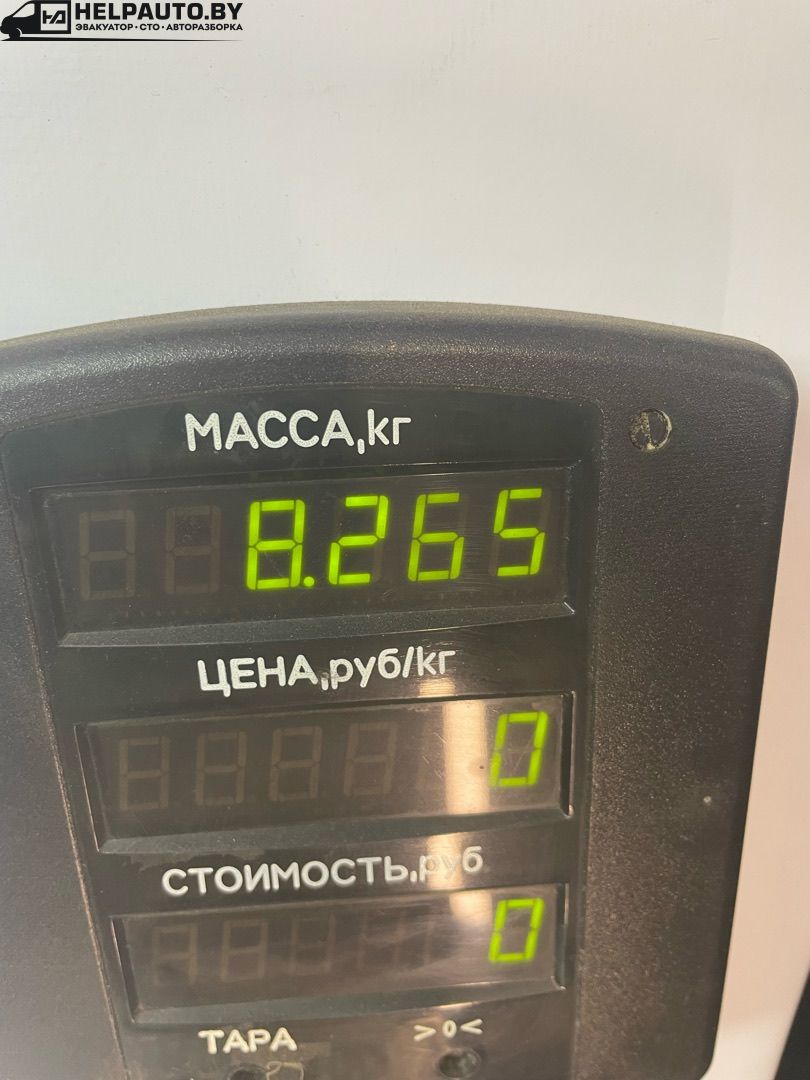 HELPAUTO.BY
ЭВАКУАТОР • СТО • АВТОРАЗБОРКА
МАССА,кг
8.265
ЦЕНА,руб/кг
0
СТОИМОСТЬ,руб
0
ТАРА >0<